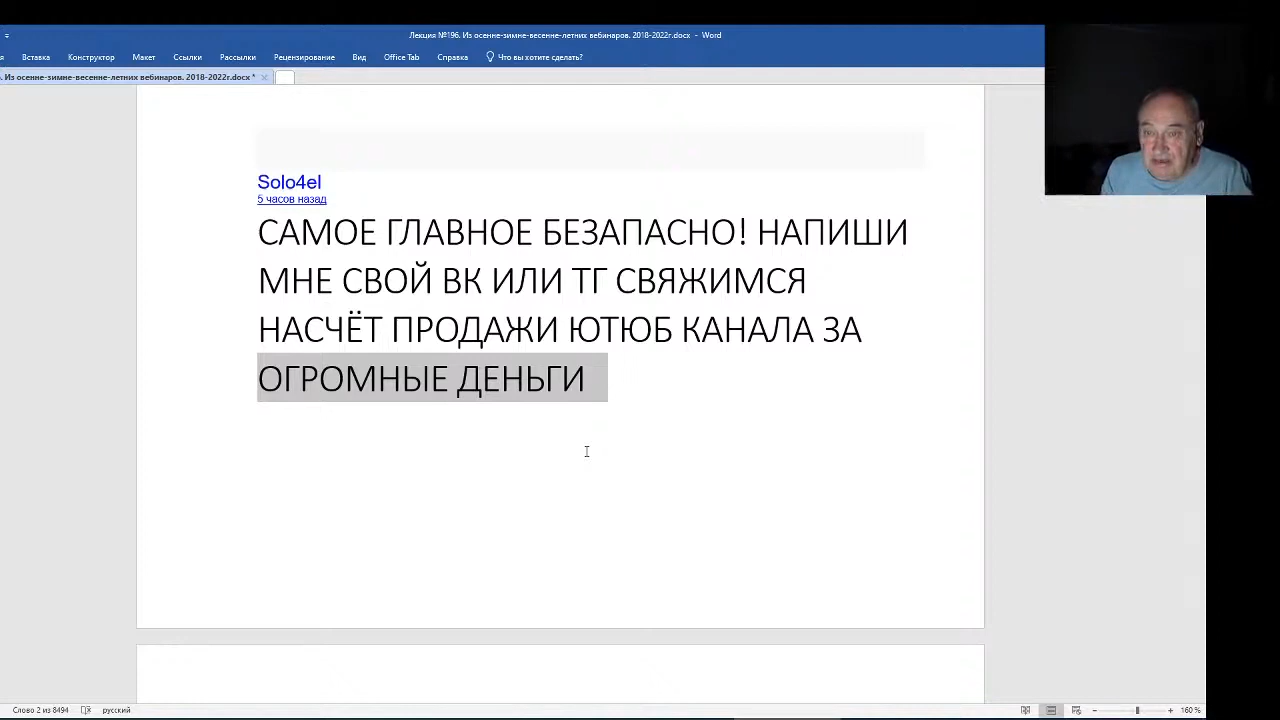 Лекция №196. Из осенне-зимне-весенне-летних вебинаров. 2018-2022г.docx - Word
Вставка Конструктор Макет Ссылки Рассылки Рецензирование Вид Office Tab Справка Что вы хотите сделать?
. Из осенне-зимне-весенне-летних вебинаров. 2018-2022г.docx *
Solo4el
5 часов назад
САМОЕ ГЛАВНОЕ БЕЗАПАСНО! НАПИШИ
МНЕ СВОЙ ВК ИЛИ ТГ СВЯЖИМСЯ
НАСЧЁТ ПРОДАЖИ ЮТЮБ КАНАЛА ЗА
ОГРОМНЫЕ ДЕНЬГИ
Слово 2 из 8494 русский 160 %